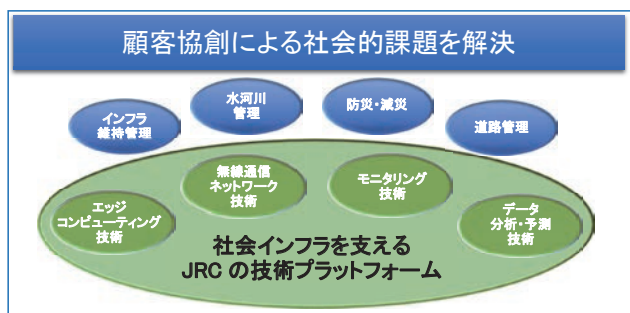 顧客協創による社会的課題を解決
インフラ
維持管理
水河川
管理
防災・減災
道路管理
エッジ
コンピューティング
技術
無線通信
ネットワーク
技術
モニタリング
技術
データ
分析・予測
技術
社会インフラを支える
JRC の技術プラットフォーム